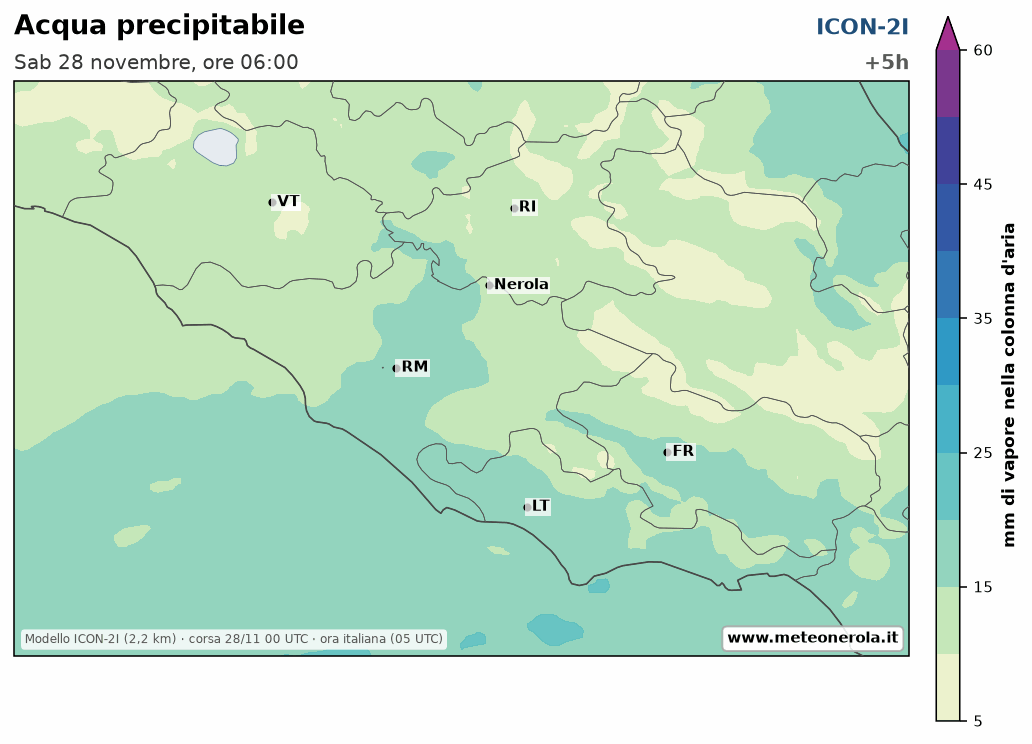 Acqua precipitabile
ICON-2I
Sab 28 novembre, ore 06:00
+5h
60
45
35
25
15
5
mm di vapore nella colonna d'aria
VT
RI
Nerola
RM
FR
LT
Modello ICON-2I (2,2 km) · corsa 28/11 00 UTC · ora italiana (05 UTC)
www.meteonerola.it